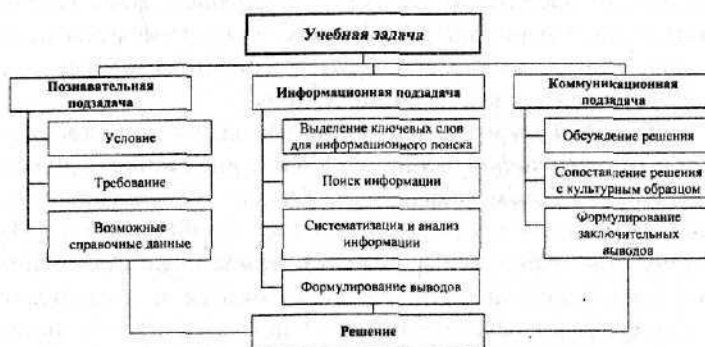 Учебная задача
Познавательная
подзадача
Условие
Требование
Возможные
справочные данные
Информационная подзадача
Выделение ключевых слов
для информационного поиска
Поиск информации
Систематизация и анализ
информации
Формулирование выводов
Коммуникационная
подзадача
Обсуждение решения
Сопоставление решения
с культурным образцом
Формулирование
заключительных
выводов
Решение